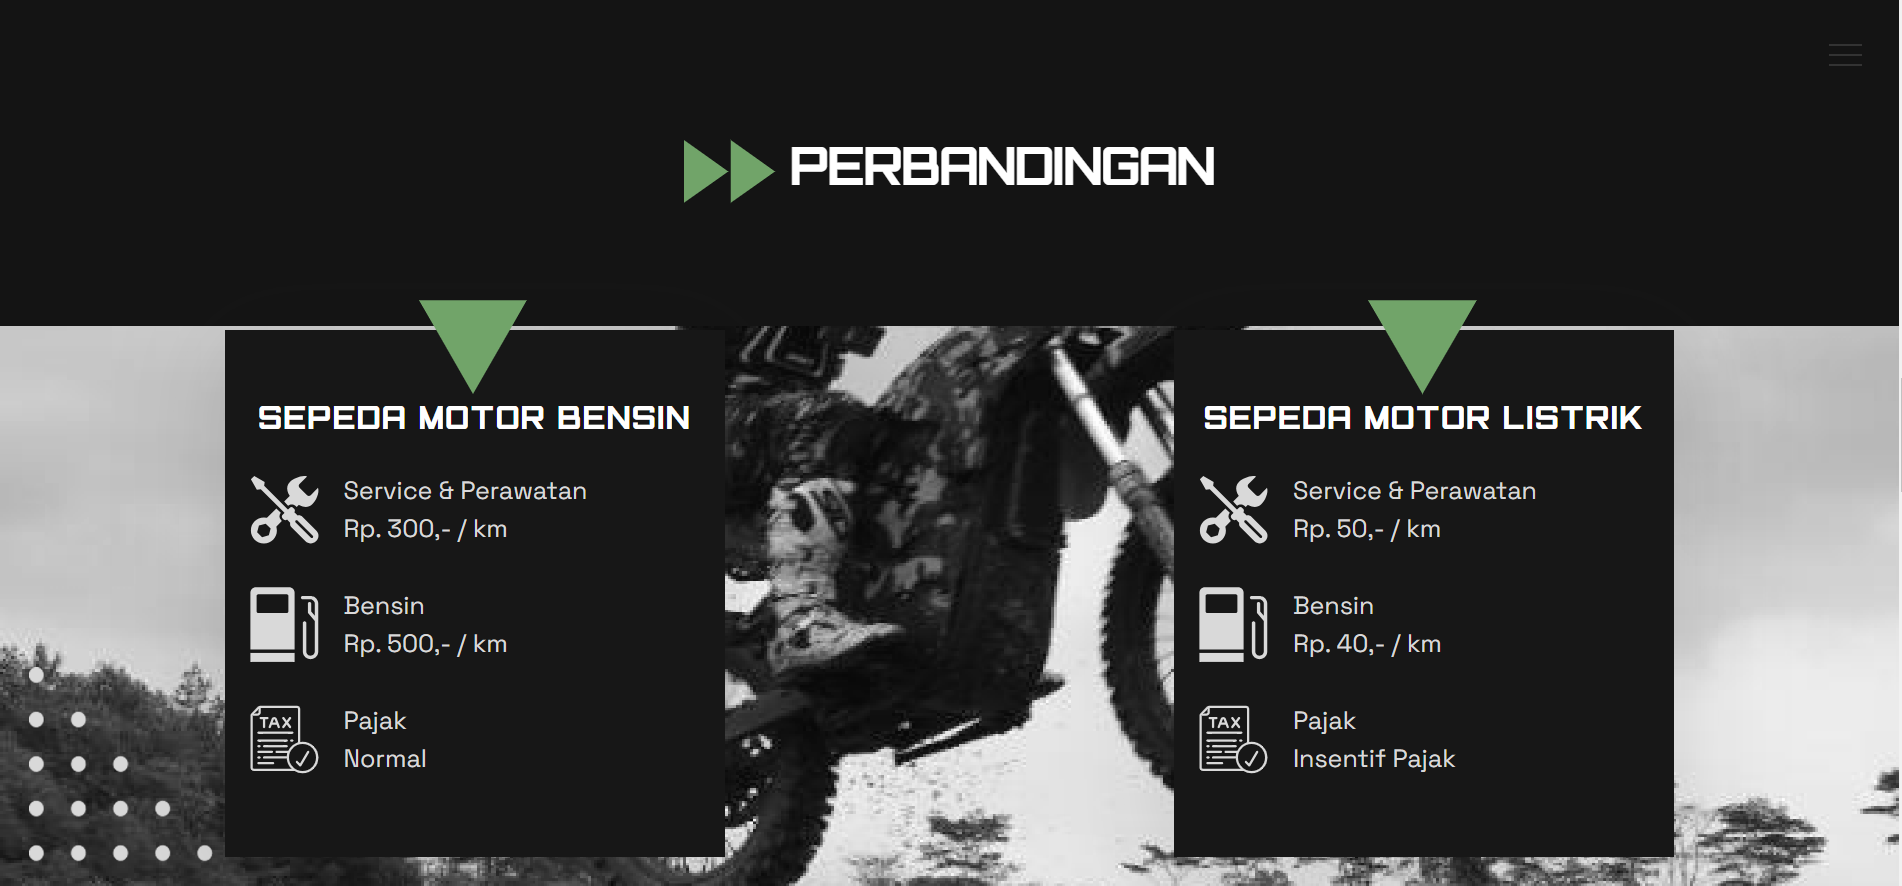 PERBANDINGAN
SEPEDA MOTOR BENSIN
Service & Perawatan
Rp. 300,- / km
Bensin
Rp. 500,- / km
TAX
Pajak
Normal
SEPEDA MOTOR LISTRIK
Service & Perawatan
Rp. 50,- / km
Bensin
Rp. 40,- / km
TAX
Pajak
Insentif Pajak